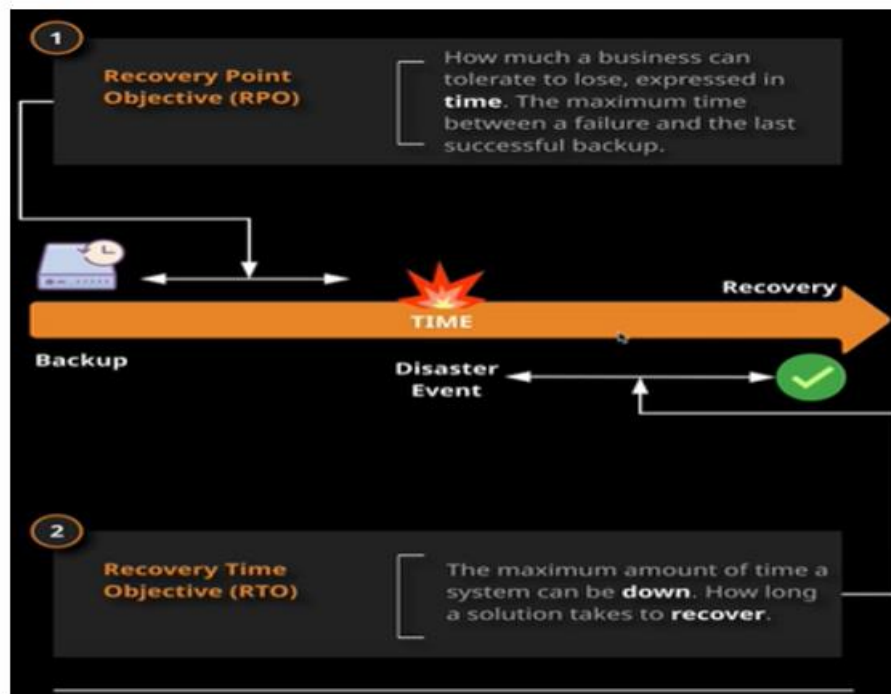 1
Recovery Point
Objective (RPO)
How much a business can
tolerate to lose, expressed in
time. The maximum time
between a failure and the last
successful backup.
Recovery
TIME
Backup
Disaster
Event
2
Recovery Time
Objective (RTO)
The maximum amount of time a
system can be down. How long
a solution takes to recover.